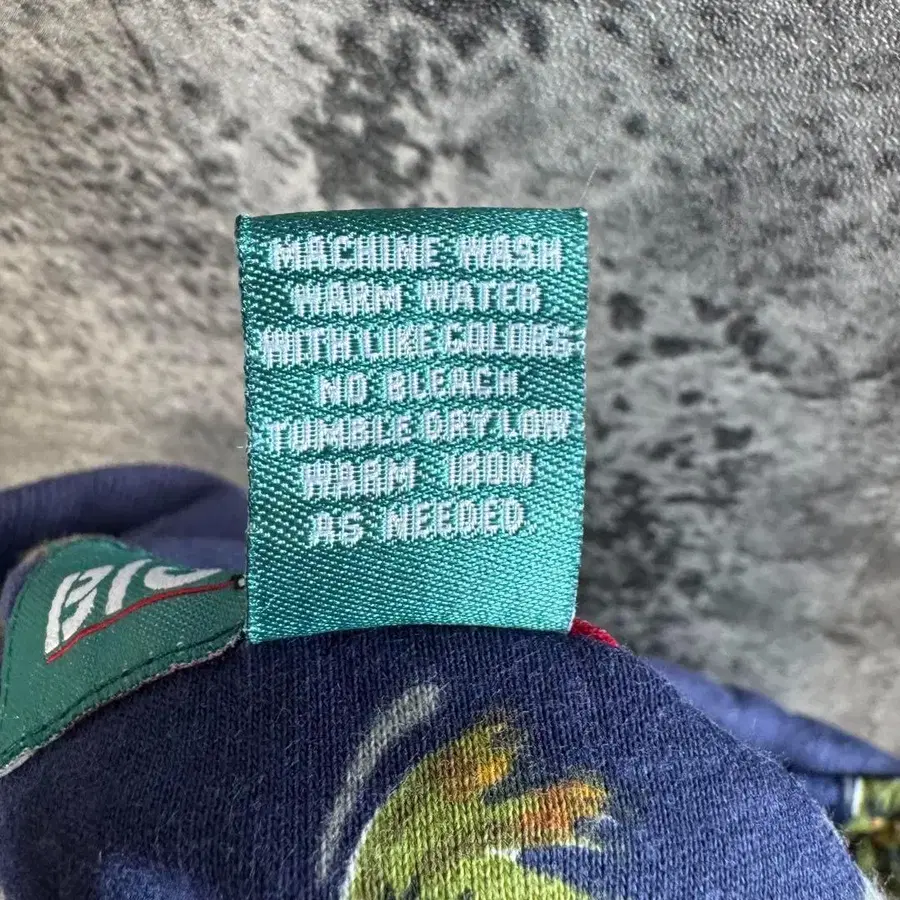 MACHINE WASH
WARM WATER
WITH LIKE COLORS-
NO BLEACH
TUMBLE DRY LOW
WARM IRON
AS NEEDED.